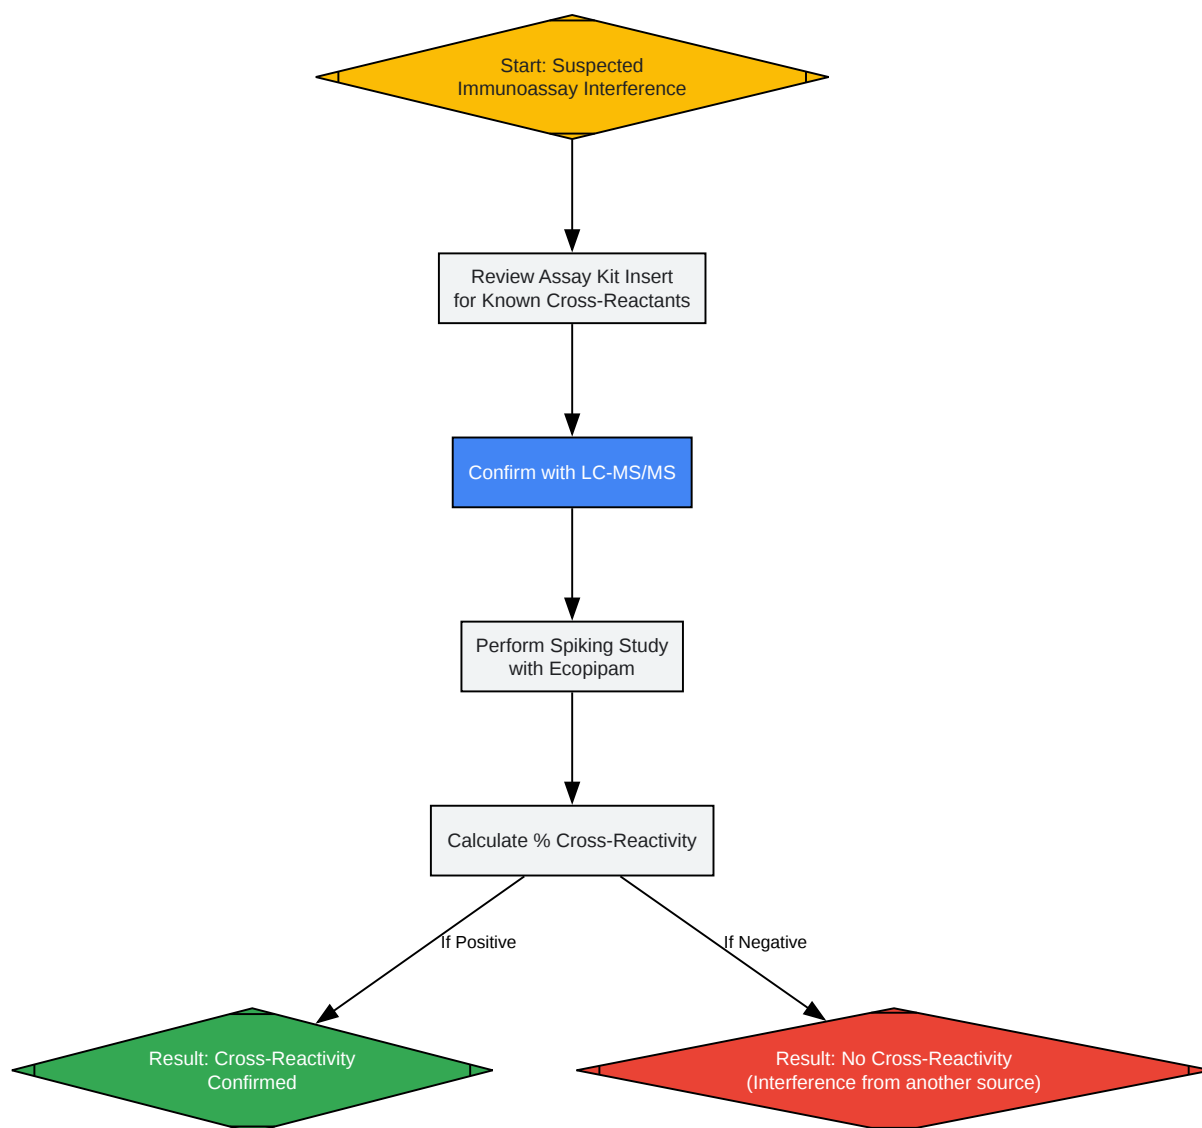 Start: Suspected
Immunoassay Interference
Review Assay Kit Insert
for Known Cross-Reactants
Confirm with LC-MS/MS
Perform Spiking Study
with Ecopipam
Calculate % Cross-Reactivity
If Positive
If Negative
Result: Cross-Reactivity
Confirmed
Result: No Cross-Reactivity
(Interference from another source)